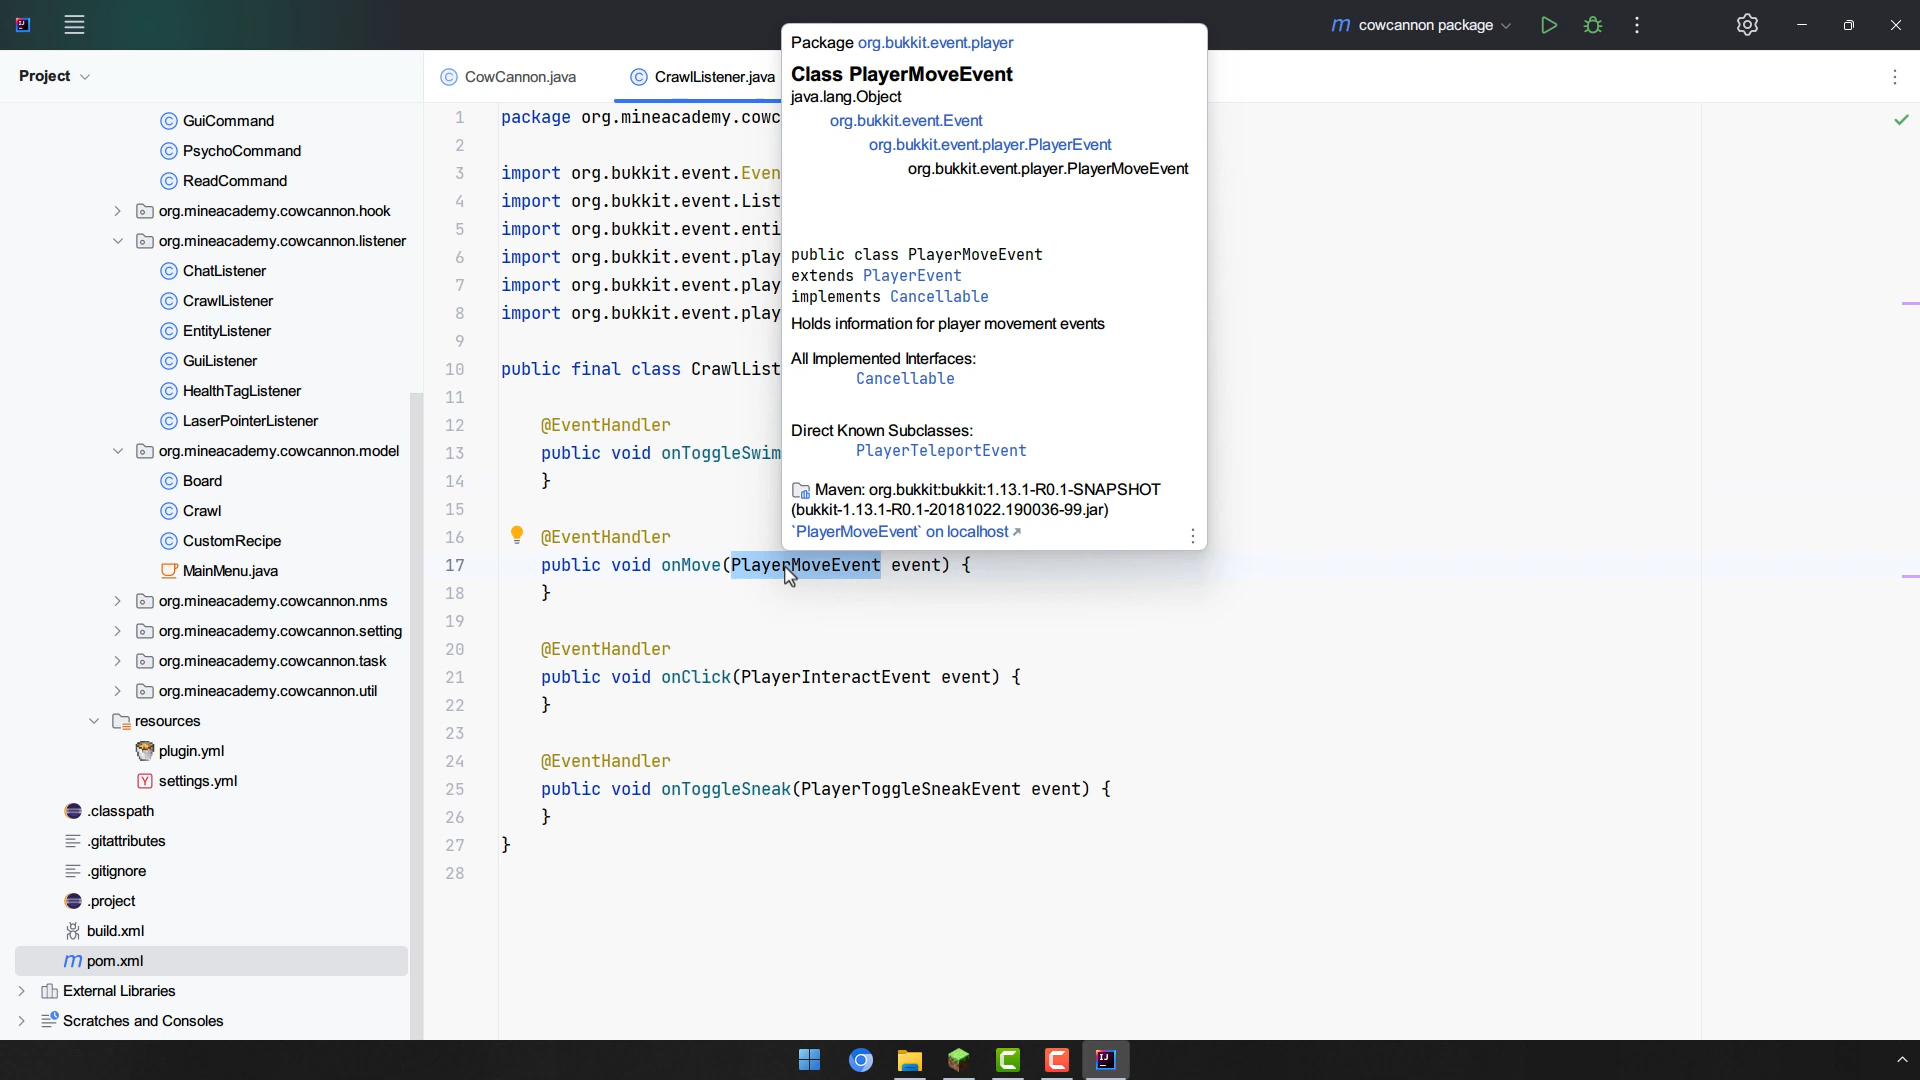 cowcannon package
Project
CowCannon.java
CrawlListener.java
GuiCommand
PsychoCommand
ReadCommand
org.mineacademy.cowcannon.hook
org.mineacademy.cowcannon.listener
ChatListener
CrawlListener
EntityListener
GuiListener
HealthTagListener
LaserPointerListener
org.mineacademy.cowcannon.model
Board
Crawl
CustomRecipe
MainMenu.java
org.mineacademy.cowcannon.nms
org.mineacademy.cowcannon.setting
org.mineacademy.cowcannon.task
org.mineacademy.cowcannon.util
resources
plugin.yml
settings.yml
.classpath
.gitattributes
.gitignore
.project
build.xml
pom.xml
External Libraries
Scratches and Consoles
1 package org.mineacademy.cowc
2
3 import org.bukkit.event.Even
4 import org.bukkit.event.List
5 import org.bukkit.event.enti
6 import org.bukkit.event.play
7 import org.bukkit.event.play
8 import org.bukkit.event.play
9
10 public final class CrawlList
11
12 @EventHandler
13 public void onToggleSwim
14 }
15
16 @EventHandler
17 public void onMove(PlayerMoveEvent event) {
18 }
19
20 @EventHandler
21 public void onClick(PlayerInteractEvent event) {
22 }
23
24 @EventHandler
25 public void onToggleSneak(PlayerToggleSneakEvent event) {
26 }
27 }
28
Package org.bukkit.event.player
Class PlayerMoveEvent
java.lang.Object
org.bukkit.event.Event
org.bukkit.event.player.PlayerEvent
org.bukkit.event.player.PlayerMoveEvent
public class PlayerMoveEvent
extends PlayerEvent
implements Cancellable
Holds information for player movement events
All Implemented Interfaces:
Cancellable
Direct Known Subclasses:
PlayerTeleportEvent
Maven: org.bukkit:bukkit:1.13.1-R0.1-SNAPSHOT
(bukkit-1.13.1-R0.1-20181022.190036-99.jar)
`PlayerMoveEvent` on localhost